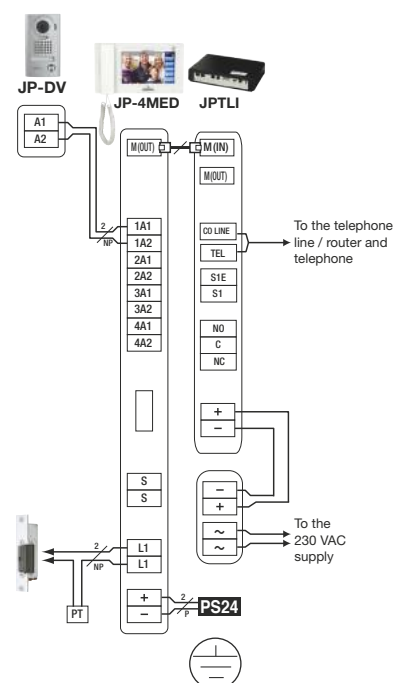 JP-DV
JP-4MED
JPTLI
A1
A2
M(OUT)
M(IN)
M(OUT)
2
NP
1A1
1A2
2A1
2A2
3A1
3A2
4A1
4A2
CO LINE
TEL
To the telephone
line / router and
telephone
S1E
S1
NO
C
NC
+
−
S
S
−
+
~
~
To the
230 VAC
supply
2
NP
L1
L1
PT
+
−
2
P
PS24